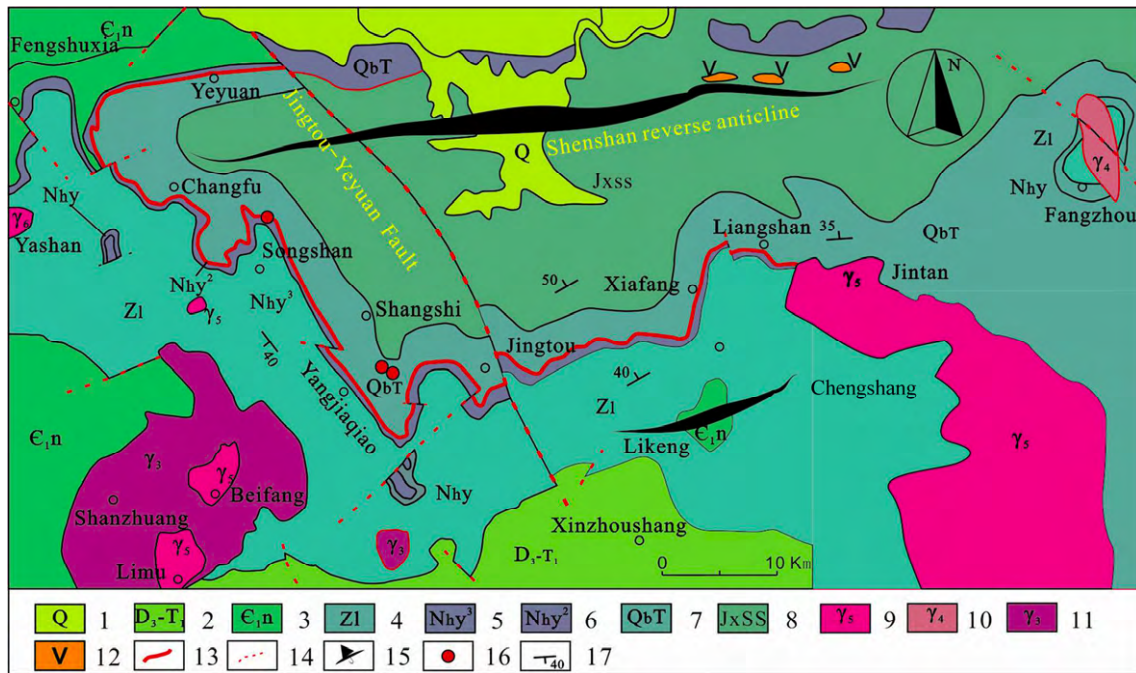 Є₁n
Fengshuxia
Yeyuan
QbT
V V V
N
Jingtou-Yeyuan Fault
Shenshan reverse anticline
Q
Jxss
Zl
γ₄
Nhy
Fangzhou
Nhy
Changfu
γ₆
Yashan
Songshan
Liangshan
35
QbT
Nhy²
Nhy³
50
Xiafang
γ₅
Jintan
Zl
γ₅
Shangshi
40
Jingtou
QbT
40
Yangjiaqiao
Zl
Chengshang
Є₁n
Є₁n
Likeng
γ₅
γ₃
γ₅
Beifang
Nhy
Shanzhuang
Xinzhoushang
γ₅
γ₃
D₃-T₁
Limu
0 10 Km
Q 1 D₃-T₁ 2 Є₁n 3 Zl 4 Nhy³ 5 Nhy² 6 QbT 7 JxSS 8 γ₅ 9 γ₄ 10 γ₃ 11
V 12 13 14 15 16 40 17